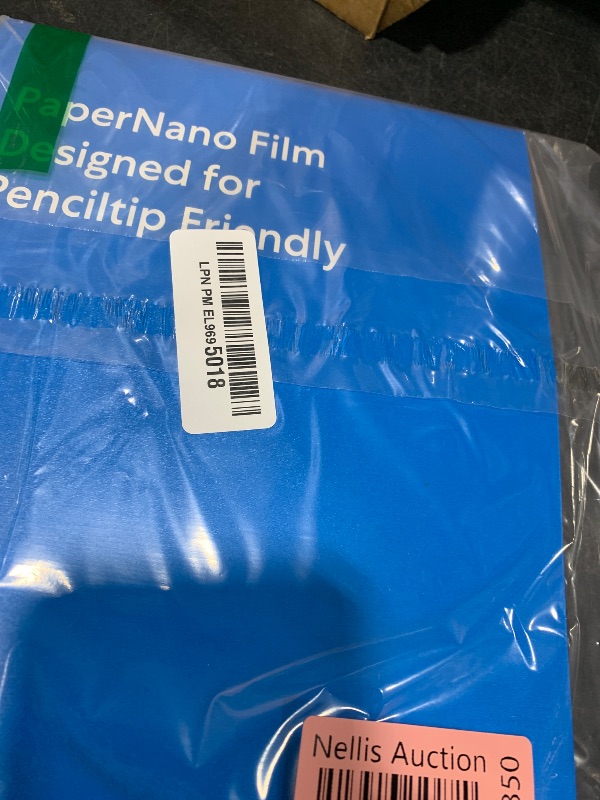 PaperNano Film
Designed for
Penciltip Friendly
LPN PM EL9695018
Nellis Auction